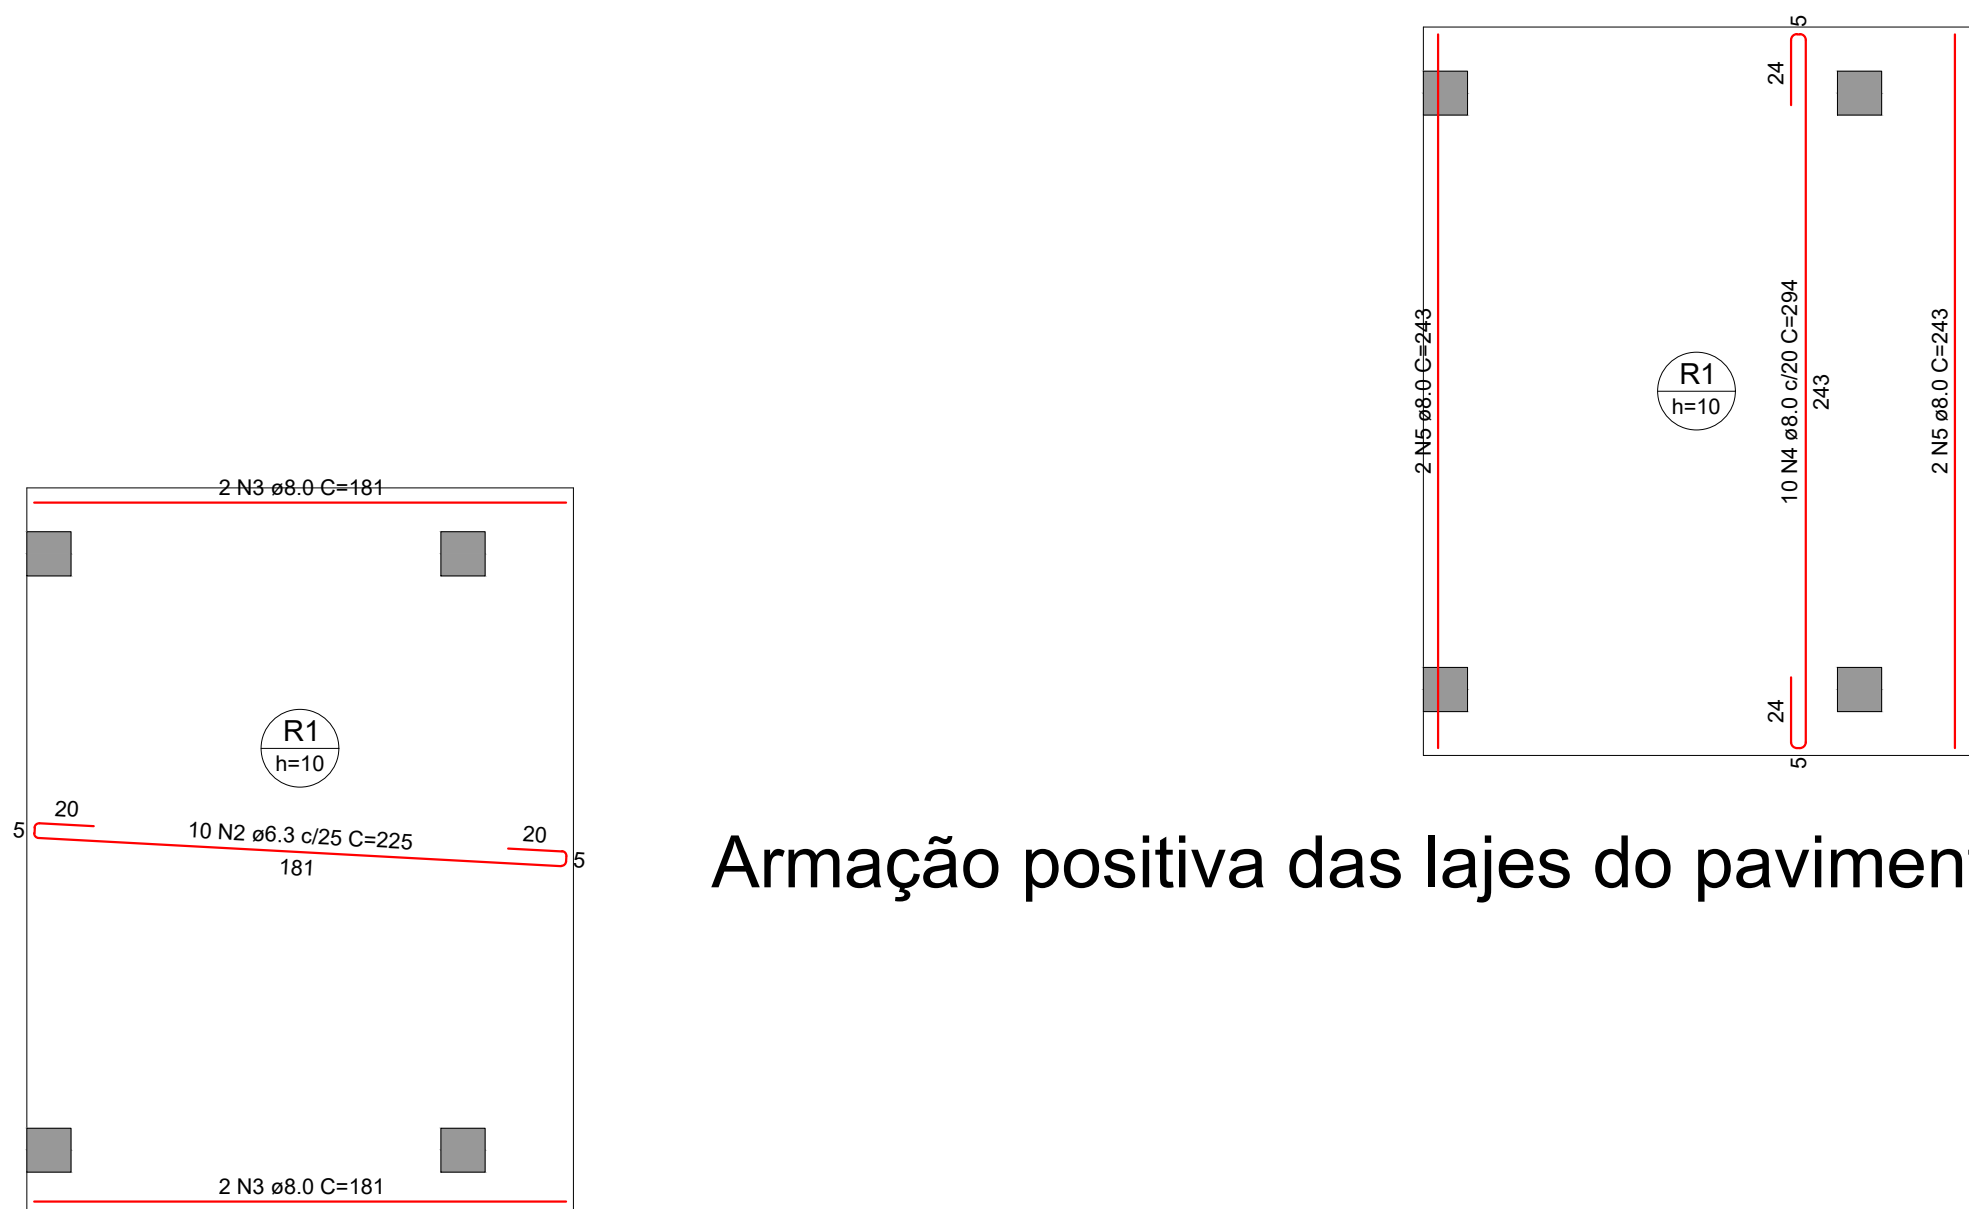 2 N3 ø8.0 C=181
R1
h=10
20
5
10 N2 ø6.3 c/25 C=225
181
20
5
2 N3 ø8.0 C=181
5
24
2 N5 ø8.0 C=243
R1
h=10
10 N4 ø8.0 c/20 C=294
243
2 N5 ø8.0 C=243
24
5
Armação positiva das lajes do